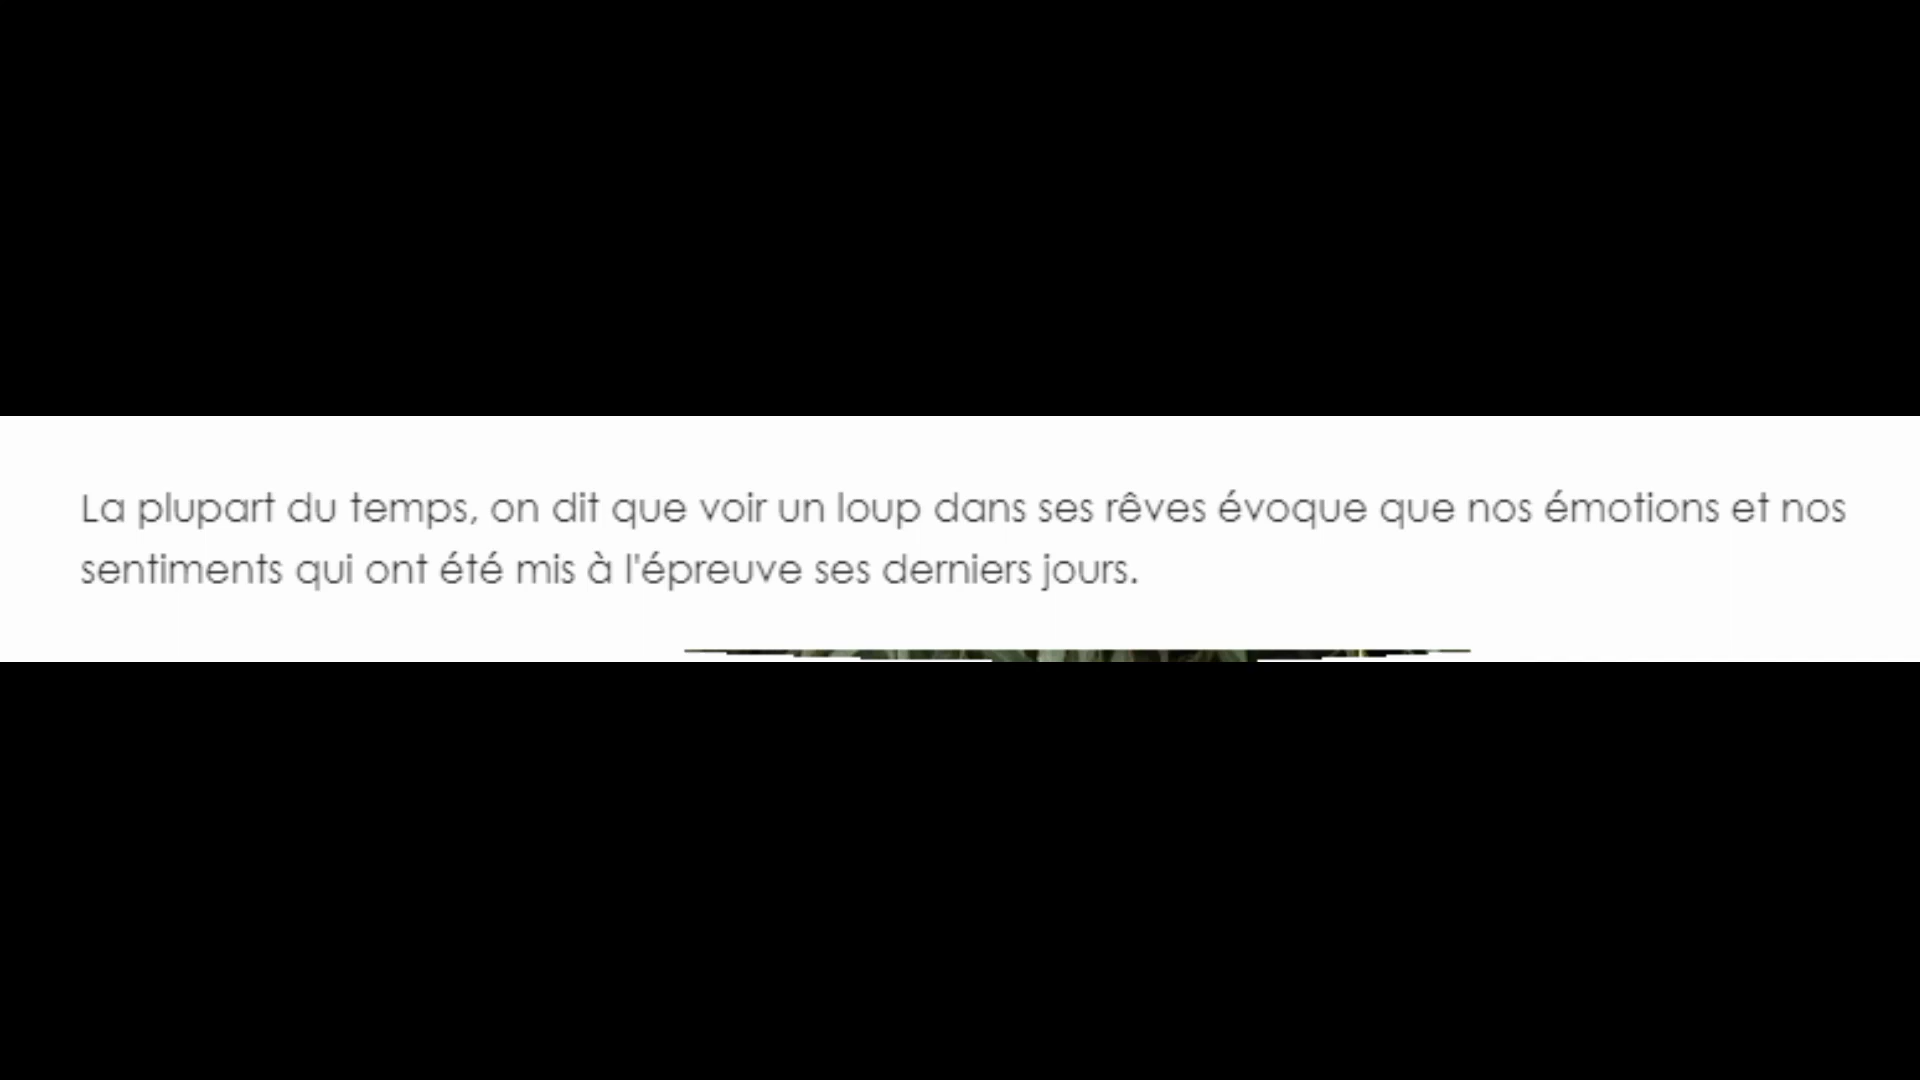 La plupart du temps, on dit que voir un loup dans ses rêves évoque que nos émotions et nos
sentiments qui ont été mis à l'épreuve ses derniers jours.